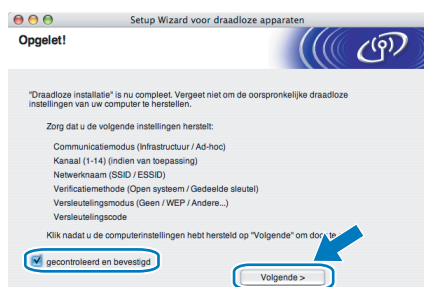 Setup Wizard voor draadloze apparaten
Opgelet!
"Draadloze installatie" is nu compleet. Vergeet niet om de oorspronkelijke draadloze
instellingen van uw computer te herstellen.
Zorg dat u de volgende instellingen herstelt:
Communicatiemodus (Infrastructuur / Ad-hoc)
Kanaal (1-14) (indien van toepassing)
Netwerknaam (SSID / ESSID)
Verificatiemethode (Open systeem / Gedeelde sleutel)
Versleutelingsmodus (Geen / WEP / Andere...)
Versleutelingscode
Klik nadat u de computerinstellingen hebt hersteld op "Volgende" om door te
gecontroleerd en bevestigd
Volgende >